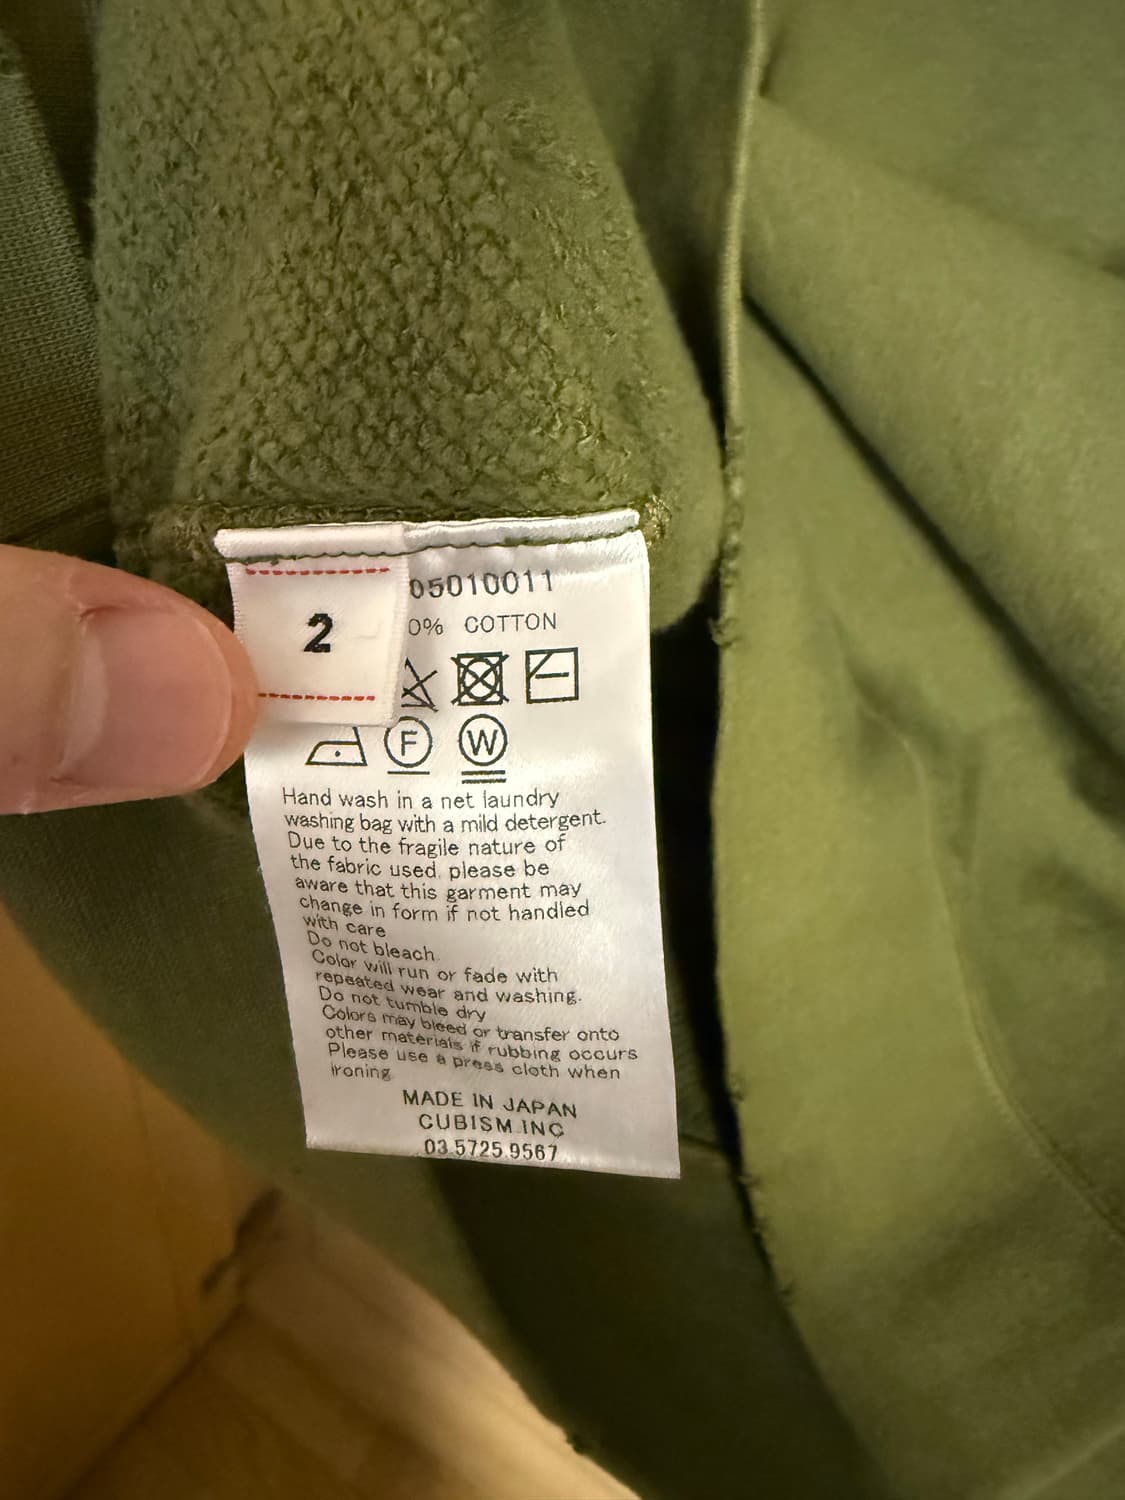 2
05010011
0% COTTON
F W
Hand wash in a net laundry
washing bag with a mild detergent.
Due to the fragile nature of
the fabric used, please be
aware that this garment may
change in form if not handled
with care
Do not bleach.
Color will run or fade with
repeated wear and washing.
Do not tumble dry
Colors may bleed or transfer onto
other materials if rubbing occurs
Please use a press cloth when
ironing
MADE IN JAPAN
CUBISM.INC
03.5725.9567